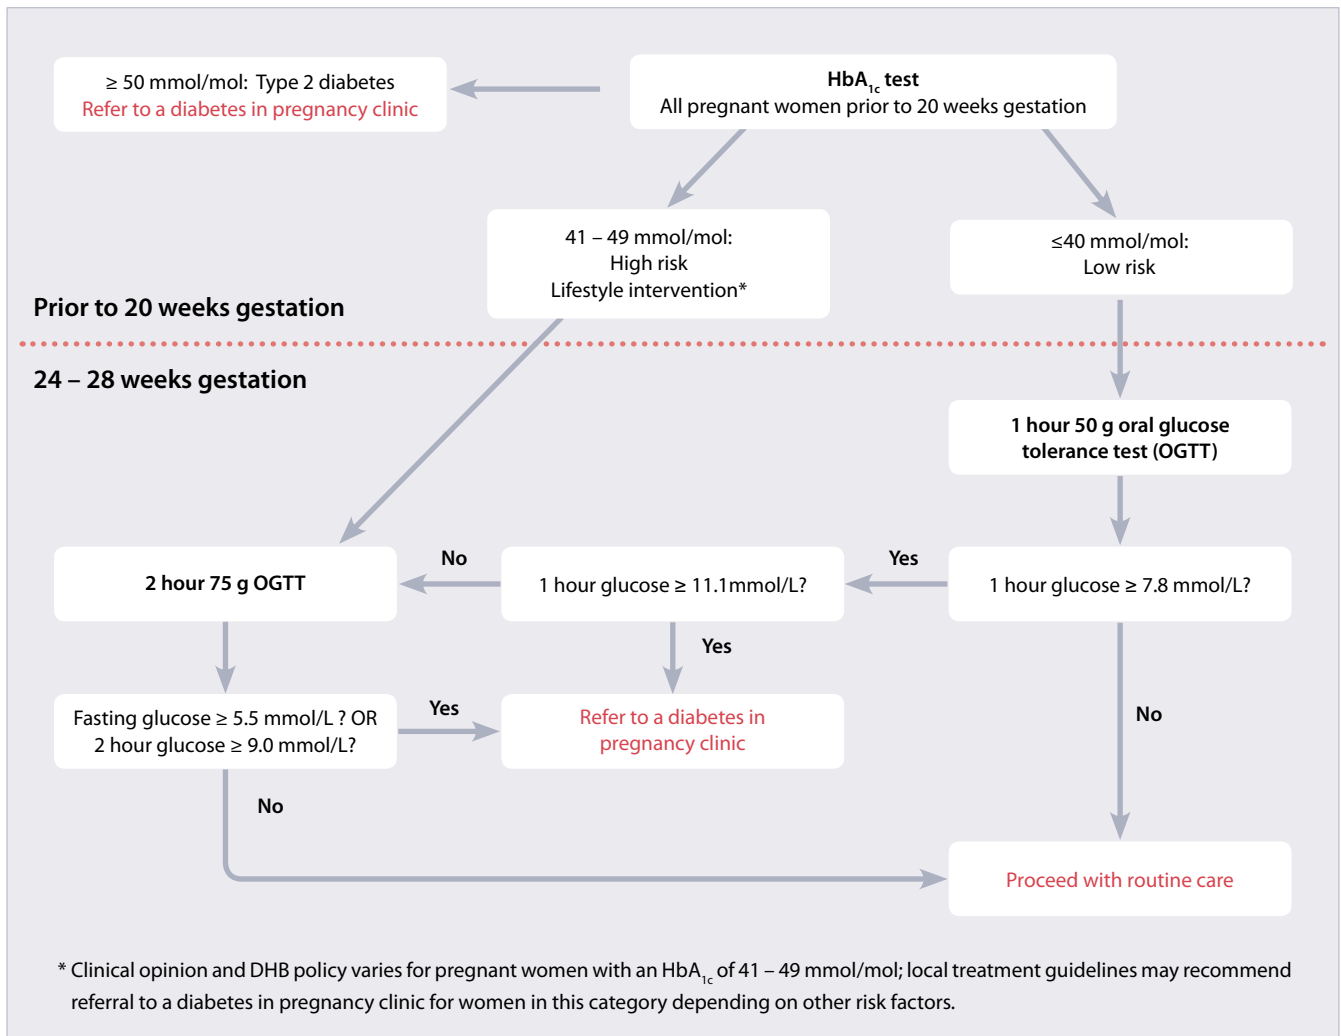 ≥ 50 mmol/mol: Type 2 diabetes
Refer to a diabetes in pregnancy clinic
HbA1c test
All pregnant women prior to 20 weeks gestation
41 – 49 mmol/mol:
High risk
Lifestyle intervention*
≤40 mmol/mol:
Low risk
Prior to 20 weeks gestation
24 – 28 weeks gestation
1 hour 50 g oral glucose
tolerance test (OGTT)
2 hour 75 g OGTT
No
1 hour glucose ≥ 11.1mmol/L?
Yes
1 hour glucose ≥ 7.8 mmol/L?
Yes
Fasting glucose ≥ 5.5 mmol/L ? OR
2 hour glucose ≥ 9.0 mmol/L?
Yes
Refer to a diabetes in
pregnancy clinic
No
No
Proceed with routine care
* Clinical opinion and DHB policy varies for pregnant women with an HbA1c of 41 – 49 mmol/mol; local treatment guidelines may recommend
referral to a diabetes in pregnancy clinic for women in this category depending on other risk factors.